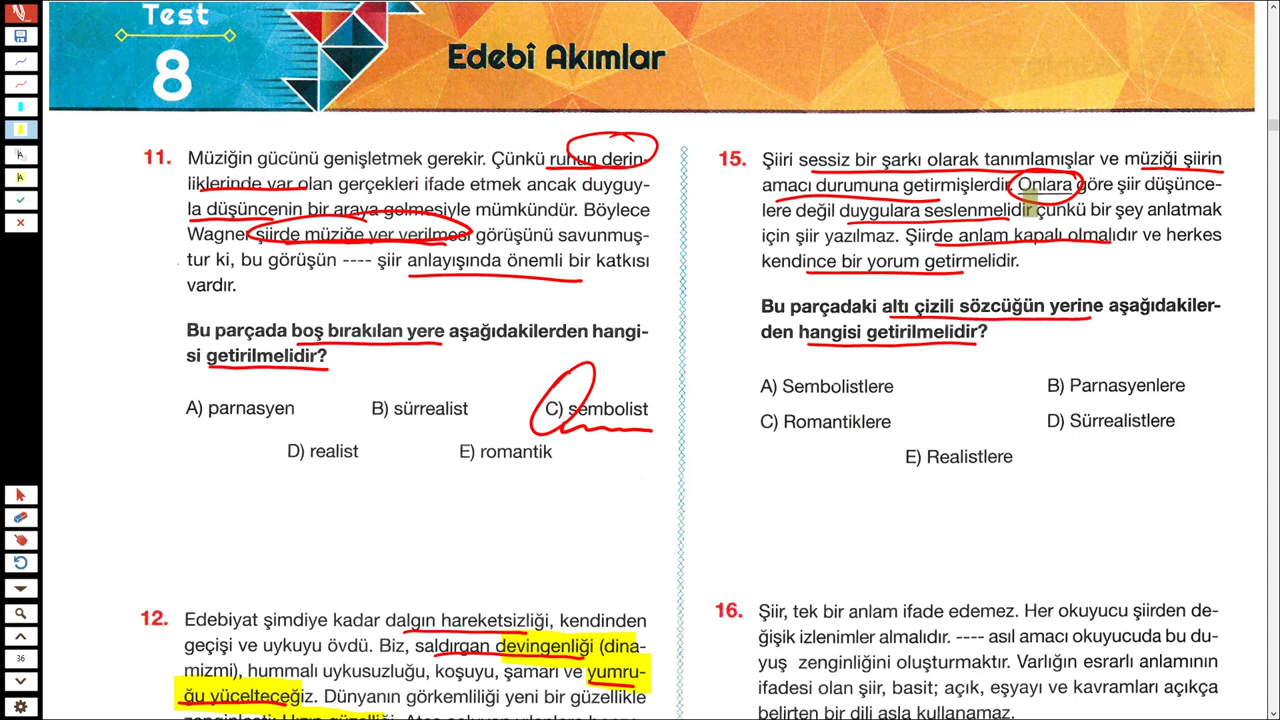 Test
8
Edebî Akımlar
11. Müziğin gücünü genişletmek gerekir. Çünkü ruhun derin-
liklerinde var olan gerçekleri ifade etmek ancak duyguy-
la düşüncenin bir araya gelmesiyle mümkündür. Böylece
Wagner şiirde müziğe yer verilmesi görüşünü savunmuş-
tur ki, bu görüşün ---- şiir anlayışında önemli bir katkısı
vardır.
Bu parçada boş bırakılan yere aşağıdakilerden hangi-
si getirilmelidir?
A) parnasyen B) sürrealist C) sembolist
D) realist E) romantik
12. Edebiyat şimdiye kadar dalgın hareketsizliği, kendinden
geçişi ve uykuyu övdü. Biz, saldırgan devingenliği (dina-
mizmi), hummalı uykusuzluğu, koşuyu, şamarı ve yumru-
ğu yücelteceğiz. Dünyanın görkemliliği yeni bir güzellikle
15. Şiiri sessiz bir şarkı olarak tanımlamışlar ve müziği şiirin
amacı durumuna getirmişlerdir. Onlara göre şiir düşünce-
lere değil duygulara seslenmelidir çünkü bir şey anlatmak
için şiir yazılmaz. Şiirde anlam kapalı olmalıdır ve herkes
kendince bir yorum getirmelidir.
Bu parçadaki altı çizili sözcüğün yerine aşağıdakiler-
den hangisi getirilmelidir?
A) Sembolistlere B) Parnasyenlere
C) Romantiklere D) Sürrealistlere
E) Realistlere
16. Şiir, tek bir anlam ifade edemez. Her okuyucu şiirden de-
ğişik izlenimler almalıdır. ---- asıl amacı okuyucuda bu du-
yuş zenginliğini oluşturmaktır. Varlığın esrarlı anlamının
ifadesi olan şiir, basit; açık, eşyayı ve kavramları açıkça
belirten bir dili asla kullanamaz.
36